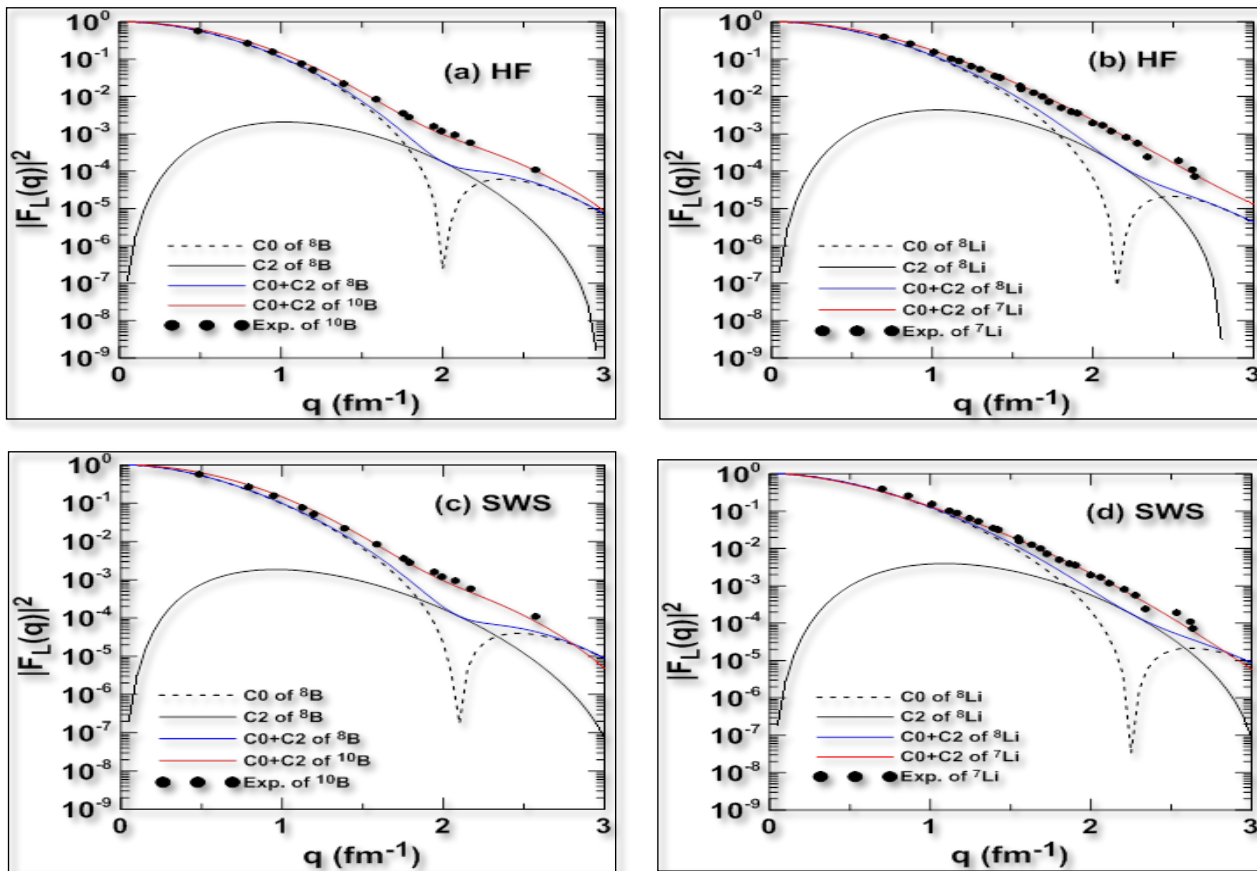 (a) HF
|F_L(q)|²
10⁰
10⁻¹
10⁻²
10⁻³
10⁻⁴
10⁻⁵
10⁻⁶
10⁻⁷
10⁻⁸
10⁻⁹
C0 of ⁸B
C2 of ⁸B
C0+C2 of ⁸B
C0+C2 of ¹⁰B
Exp. of ¹⁰B
0 1 2 3
q (fm⁻¹)
(b) HF
|F_L(q)|²
10⁰
10⁻¹
10⁻²
10⁻³
10⁻⁴
10⁻⁵
10⁻⁶
10⁻⁷
10⁻⁸
10⁻⁹
C0 of ⁸Li
C2 of ⁸Li
C0+C2 of ⁸Li
C0+C2 of ⁷Li
Exp. of ⁷Li
0 1 2 3
q (fm⁻¹)
(c) SWS
|F_L(q)|²
10⁰
10⁻¹
10⁻²
10⁻³
10⁻⁴
10⁻⁵
10⁻⁶
10⁻⁷
10⁻⁸
10⁻⁹
C0 of ⁸B
C2 of ⁸B
C0+C2 of ⁸B
C0+C2 of ¹⁰B
Exp. of ¹⁰B
0 1 2 3
q (fm⁻¹)
(d) SWS
|F_L(q)|²
10⁰
10⁻¹
10⁻²
10⁻³
10⁻⁴
10⁻⁵
10⁻⁶
10⁻⁷
10⁻⁸
10⁻⁹
C0 of ⁸Li
C2 of ⁸Li
C0+C2 of ⁸Li
C0+C2 of ⁷Li
Exp. of ⁷Li
0 1 2 3
q (fm⁻¹)